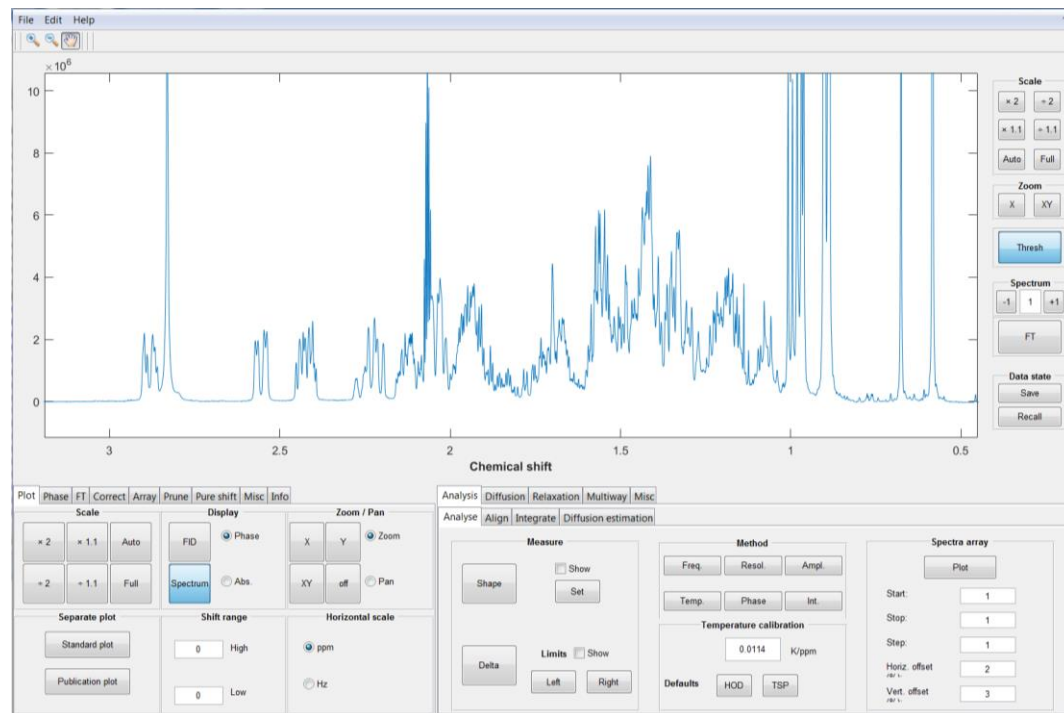 File Edit Help
× 10⁶
10
8
6
4
2
0
3 2.5 2 1.5 1 0.5
Chemical shift
Scale
× 2 ÷ 2
× 1.1 ÷ 1.1
Auto Full
Zoom
X XY
Thresh
Spectrum
-1 1 +1
FT
Data state
Save
Recall
Plot Phase FT Correct Array Prune Pure shift Misc Info
Scale
× 2 × 1.1 Auto
÷ 2 ÷ 1.1 Full
Display
FID Phase
Spectrum Abs.
Zoom / Pan
X Y Zoom
XY off Pan
Separate plot
Standard plot
Publication plot
Shift range
0 High
0 Low
Horizontal scale
ppm
Hz
Analysis Diffusion Relaxation Multiway Misc
Analyse Align Integrate Diffusion estimation
Measure
Shape Show
Set
Delta Limits Show
Left Right
Method
Freq. Resol. Ampl.
Temp. Phase Int.
Temperature calibration
0.0114 K/ppm
Defaults HOD TSP
Spectra array
Plot
Start: 1
Stop: 1
Step: 1
Horiz. offset 2
Vert. offset 3